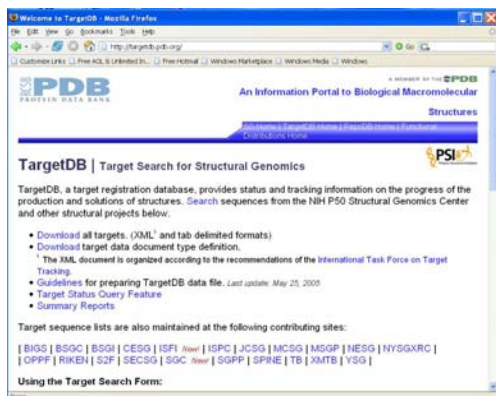 Welcome to TargetDB - Mozilla Firefox
File Edit View Go Bookmarks Tools Help
http://targetdb.pdb.org/
Customize Links Free AOL & Unlimited In... Free Hotmail Windows Marketplace Windows Media Windows
A MEMBER OF THE PDB
PDB
PROTEIN DATA BANK
An Information Portal to Biological Macromolecular
Structures
SG Home | TargetDB Home | PepcDB Home | Functional
Distributions Home
PSI
TargetDB | Target Search for Structural Genomics
TargetDB, a target registration database, provides status and tracking information on the progress of the
production and solutions of structures. Search sequences from the NIH P50 Structural Genomics Center
and other structural projects below.
• Download all targets. (XML¹ and tab delimited formats)
• Download target data document type definition.
¹ The XML document is organized according to the recommendations of the International Task Force on Target
Tracking.
• Guidelines for preparing TargetDB data file. Last update: May 25, 2005
• Target Status Query Feature
• Summary Reports
Target sequence lists are also maintained at the following contributing sites:
| BIGS | BSGC | BSGI | CESG | ISFI New! | ISPC | JCSG | MCSG | MSGP | NESG | NYSGXRC |
| OPPF | RIKEN | S2F | SECSG | SGC New! | SGPP | SPINE | TB | XMTB | YSG |
Using the Target Search Form: